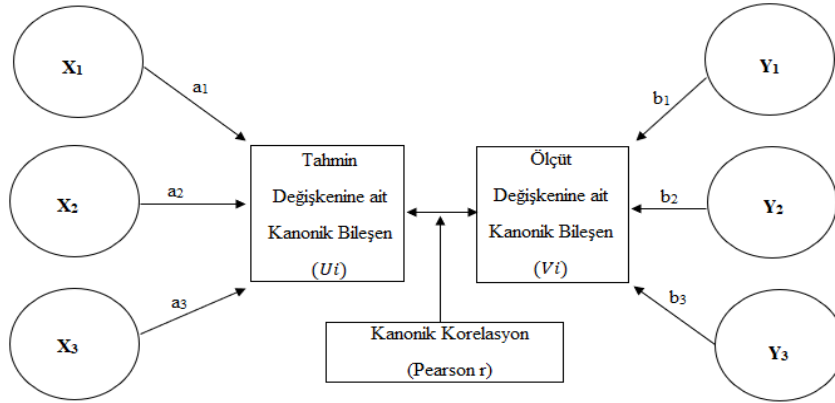 X1
a1
X2
a2
X3
a3
Tahmin
Değişkenine ait
Kanonik Bileşen
(Ui)
Ölçüt
Değişkenine ait
Kanonik Bileşen
(Vi)
Kanonik Korelasyon
(Pearson r)
Y1
b1
Y2
b2
Y3
b3